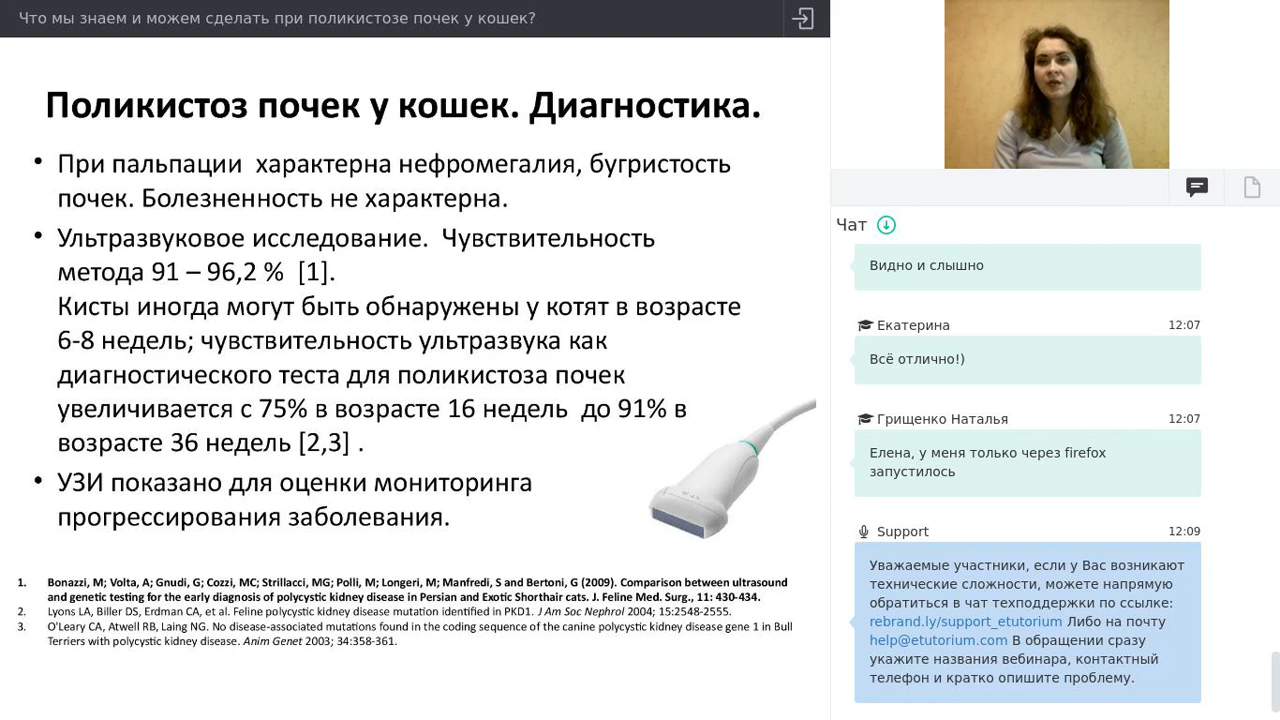 Что мы знаем и можем сделать при поликистозе почек у кошек?
Поликистоз почек у кошек. Диагностика.
• При пальпации характерна нефромегалия, бугристость
почек. Болезненность не характерна.
• Ультразвуковое исследование. Чувствительность
метода 91 – 96,2 % [1].
Кисты иногда могут быть обнаружены у котят в возрасте
6-8 недель; чувствительность ультразвука как
диагностического теста для поликистоза почек
увеличивается с 75% в возрасте 16 недель до 91% в
возрасте 36 недель [2,3] .
• УЗИ показано для оценки мониторинга
прогрессирования заболевания.
1. Bonazzi, M; Volta, A; Gnudi, G; Cozzi, MC; Strillacci, MG; Polli, M; Longeri, M; Manfredi, S and Bertoni, G (2009). Comparison between ultrasound
and genetic testing for the early diagnosis of polycystic kidney disease in Persian and Exotic Shorthair cats. J. Feline Med. Surg., 11: 430-434.
2. Lyons LA, Biller DS, Erdman CA, et al. Feline polycystic kidney disease mutation identified in PKD1. J Am Soc Nephrol 2004; 15:2548-2555.
3. O'Leary CA, Atwell RB, Laing NG. No disease-associated mutations found in the coding sequence of the canine polycystic kidney disease gene 1 in Bull
Terriers with polycystic kidney disease. Anim Genet 2003; 34:358-361.
Чат
Видно и слышно
Екатерина 12:07
Всё отлично!)
Грищенко Наталья 12:07
Елена, у меня только через firefox
запустилось
Support 12:09
Уважаемые участники, если у Вас возникают
технические сложности, можете напрямую
обратиться в чат техподдержки по ссылке:
rebrand.ly/support_etutorium Либо на почту
help@etutorium.com В обращении сразу
укажите названия вебинара, контактный
телефон и кратко опишите проблему.